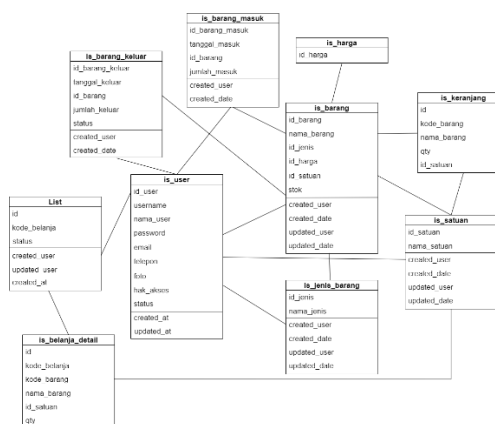 is_barang_masuk
id_barang_masuk
tanggal_masuk
id_barang
jumlah_masuk
created_user
created_date
is_harga
id_harga
is_barang_keluar
id_barang_keluar
tanggal_keluar
id_barang
jumlah_keluar
status
created_user
created_date
is_barang
id_barang
nama_barang
id_jenis
id_harga
id_satuan
stok
created_user
created_date
updated_user
updated_date
is_keranjang
id
kode_barang
nama_barang
qty
id_satuan
is_user
id_user
username
nama_user
password
email
telepon
foto
hak_akses
status
created_at
updated_at
List
id
kode_belanja
status
created_user
updated_user
created_at
is_satuan
id_satuan
nama_satuan
created_user
created_date
updated_user
updated_date
is_jenis_barang
id_jenis
nama_jenis
created_user
created_date
updated_user
updated_date
is_belanja_detail
id
kode_belanja
kode_barang
nama_barang
id_satuan
qty